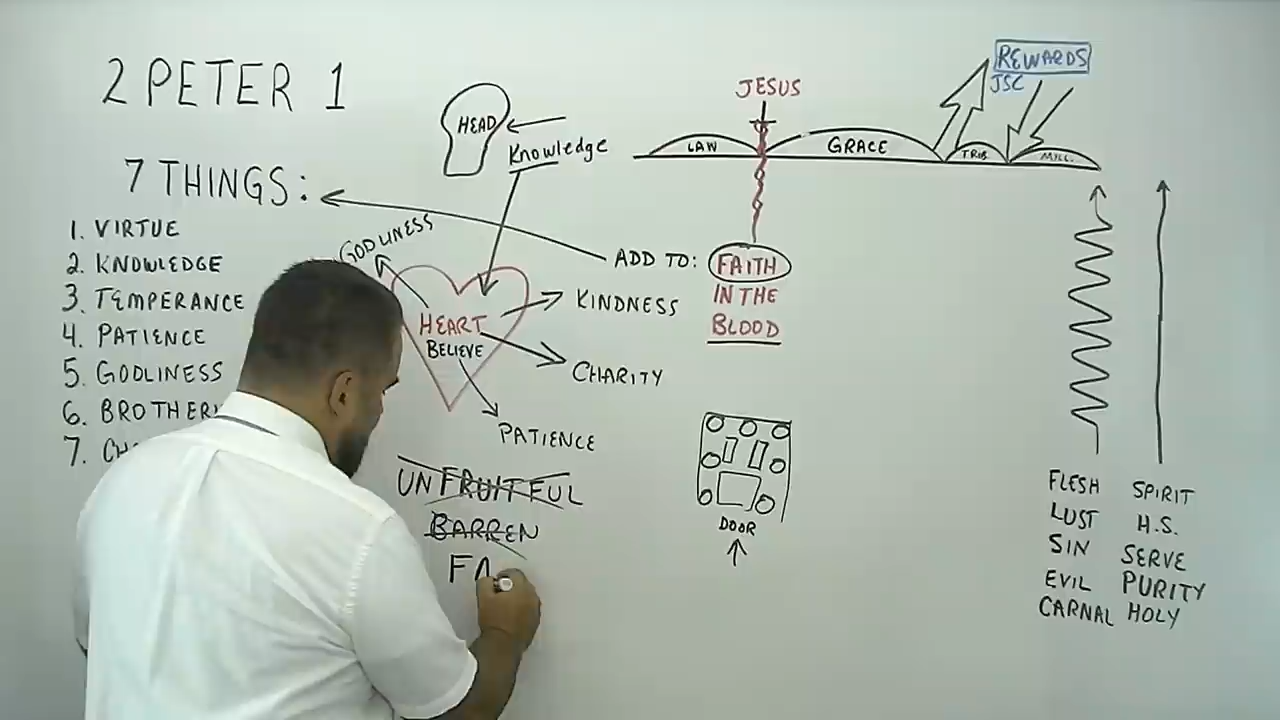 2 PETER 1
7 THINGS:
1. VIRTUE
2. KNOWLEDGE
3. TEMPERANCE
4. PATIENCE
5. GODLINESS
6. BROTHER
7. CH
HEAD
Knowledge
GODLINESS
HEART
BELIEVE
KINDNESS
CHARITY
PATIENCE
UNFRUITFUL
BARREN
FA
JESUS
LAW
GRACE
TRIB
MILL.
REWARDS
JSC
ADD TO: FAITH
IN THE
BLOOD
DOOR
FLESH
LUST
SIN
EVIL
CARNAL
SPIRIT
H.S.
SERVE
PURITY
HOLY